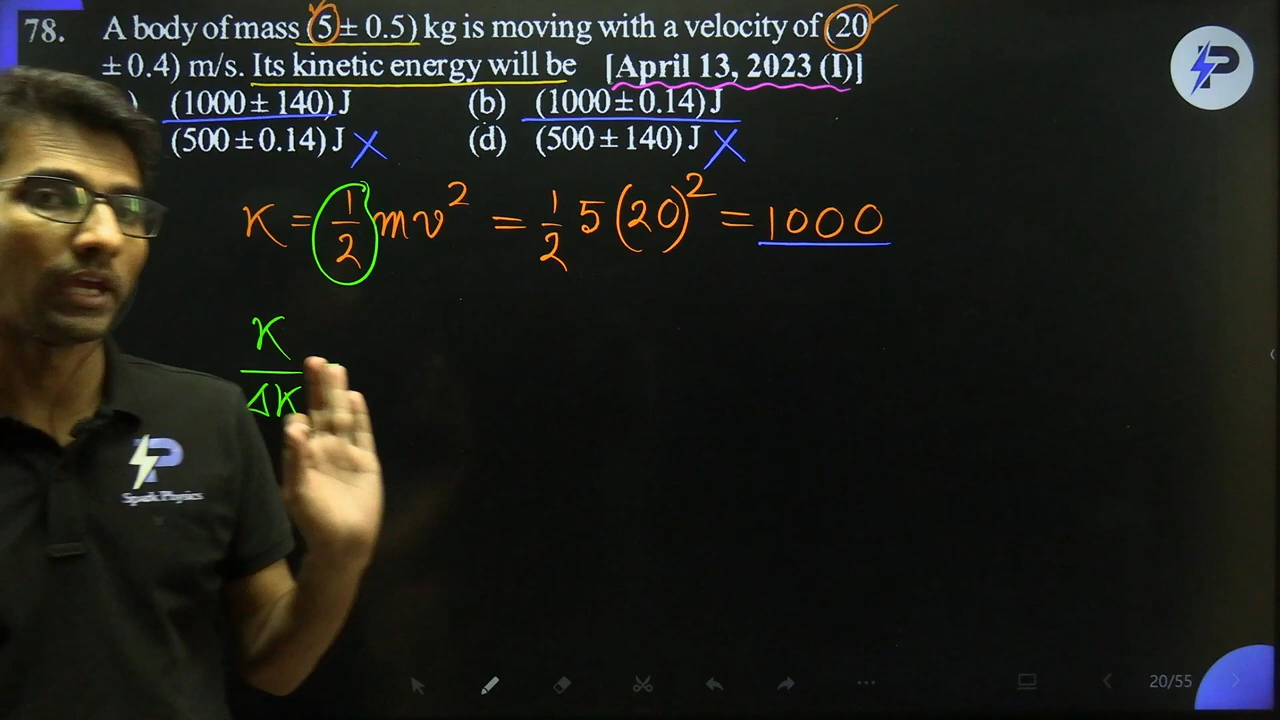 78. A body of mass (5 ± 0.5) kg is moving with a velocity of (20
± 0.4) m/s. Its kinetic energy will be [April 13, 2023 (I)]
) (1000 ± 140) J (b) (1000 ± 0.14) J
(500 ± 0.14) J X (d) (500 ± 140) J X
K = 1/2 mv² = 1/2 5(20)² = 1000
K
ΔK
P
Spark Physics
P
20/55